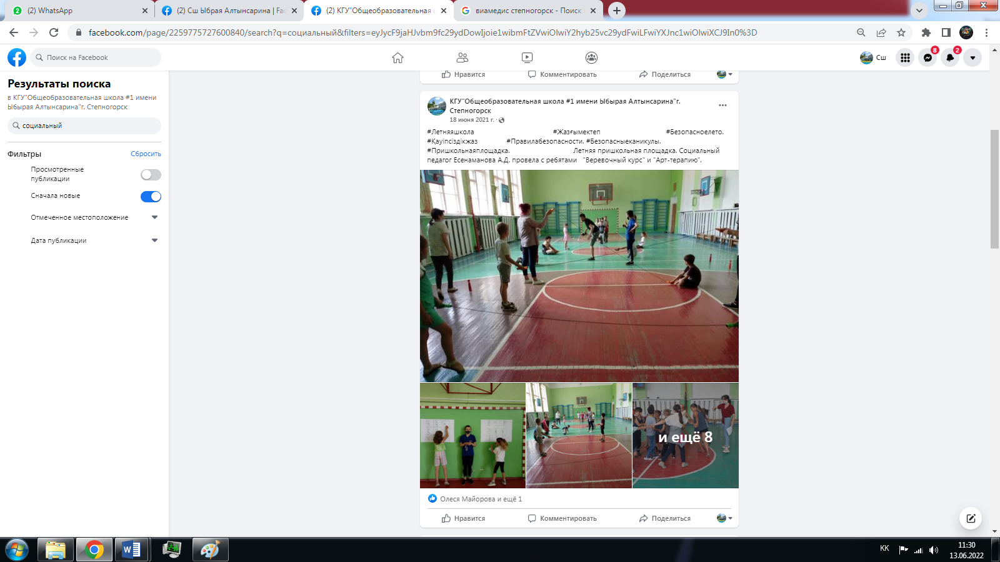 (2) WhatsApp
(2) Сш Ыбрая Алтынсарина | Fac
(2) КГУ"Общеобразовательная ш
виамедис степногорск - Поиск
facebook.com/page/2259775727600840/search?q=социальный&filters=eyJycF9jaHJvbm9fc29ydDowIjoie1wibmFtZVwiOlwiY2hyb25vc29ydFwiLFwiYXJnc1wiOlwiXCJ9In0%3D
Поиск на Facebook
Сш
8
2
Результаты поиска
в КГУ"Общеобразовательная школа #1 имени
Ыбырая Алтынсарина"г. Степногорск
социальный
Фильтры
Сбросить
Просмотренные
публикации
Сначала новые
Отмеченное местоположение
Дата публикации
Нравится
Комментировать
Поделиться
КГУ"Общеобразовательная школа #1 имени Ыбырая Алтынсарина"г.
Степногорск
18 июня 2021 г. ·
#Летняяшкола #Жазғымектеп #Безопасноелето.
#Қауіпсіздікжаз #Правилабезопасности. #Безопасныеканикулы.
#Пришкольнаяплощадка. Летняя пришкольная площадка. Социальный
педагог Есенаманова А.Д. провела с ребятами "Веревочный курс" и "Арт-терапию".
и ещё 8
Олеся Майорова и ещё 1
Нравится
Комментировать
Поделиться
KK
11:30
13.06.2022